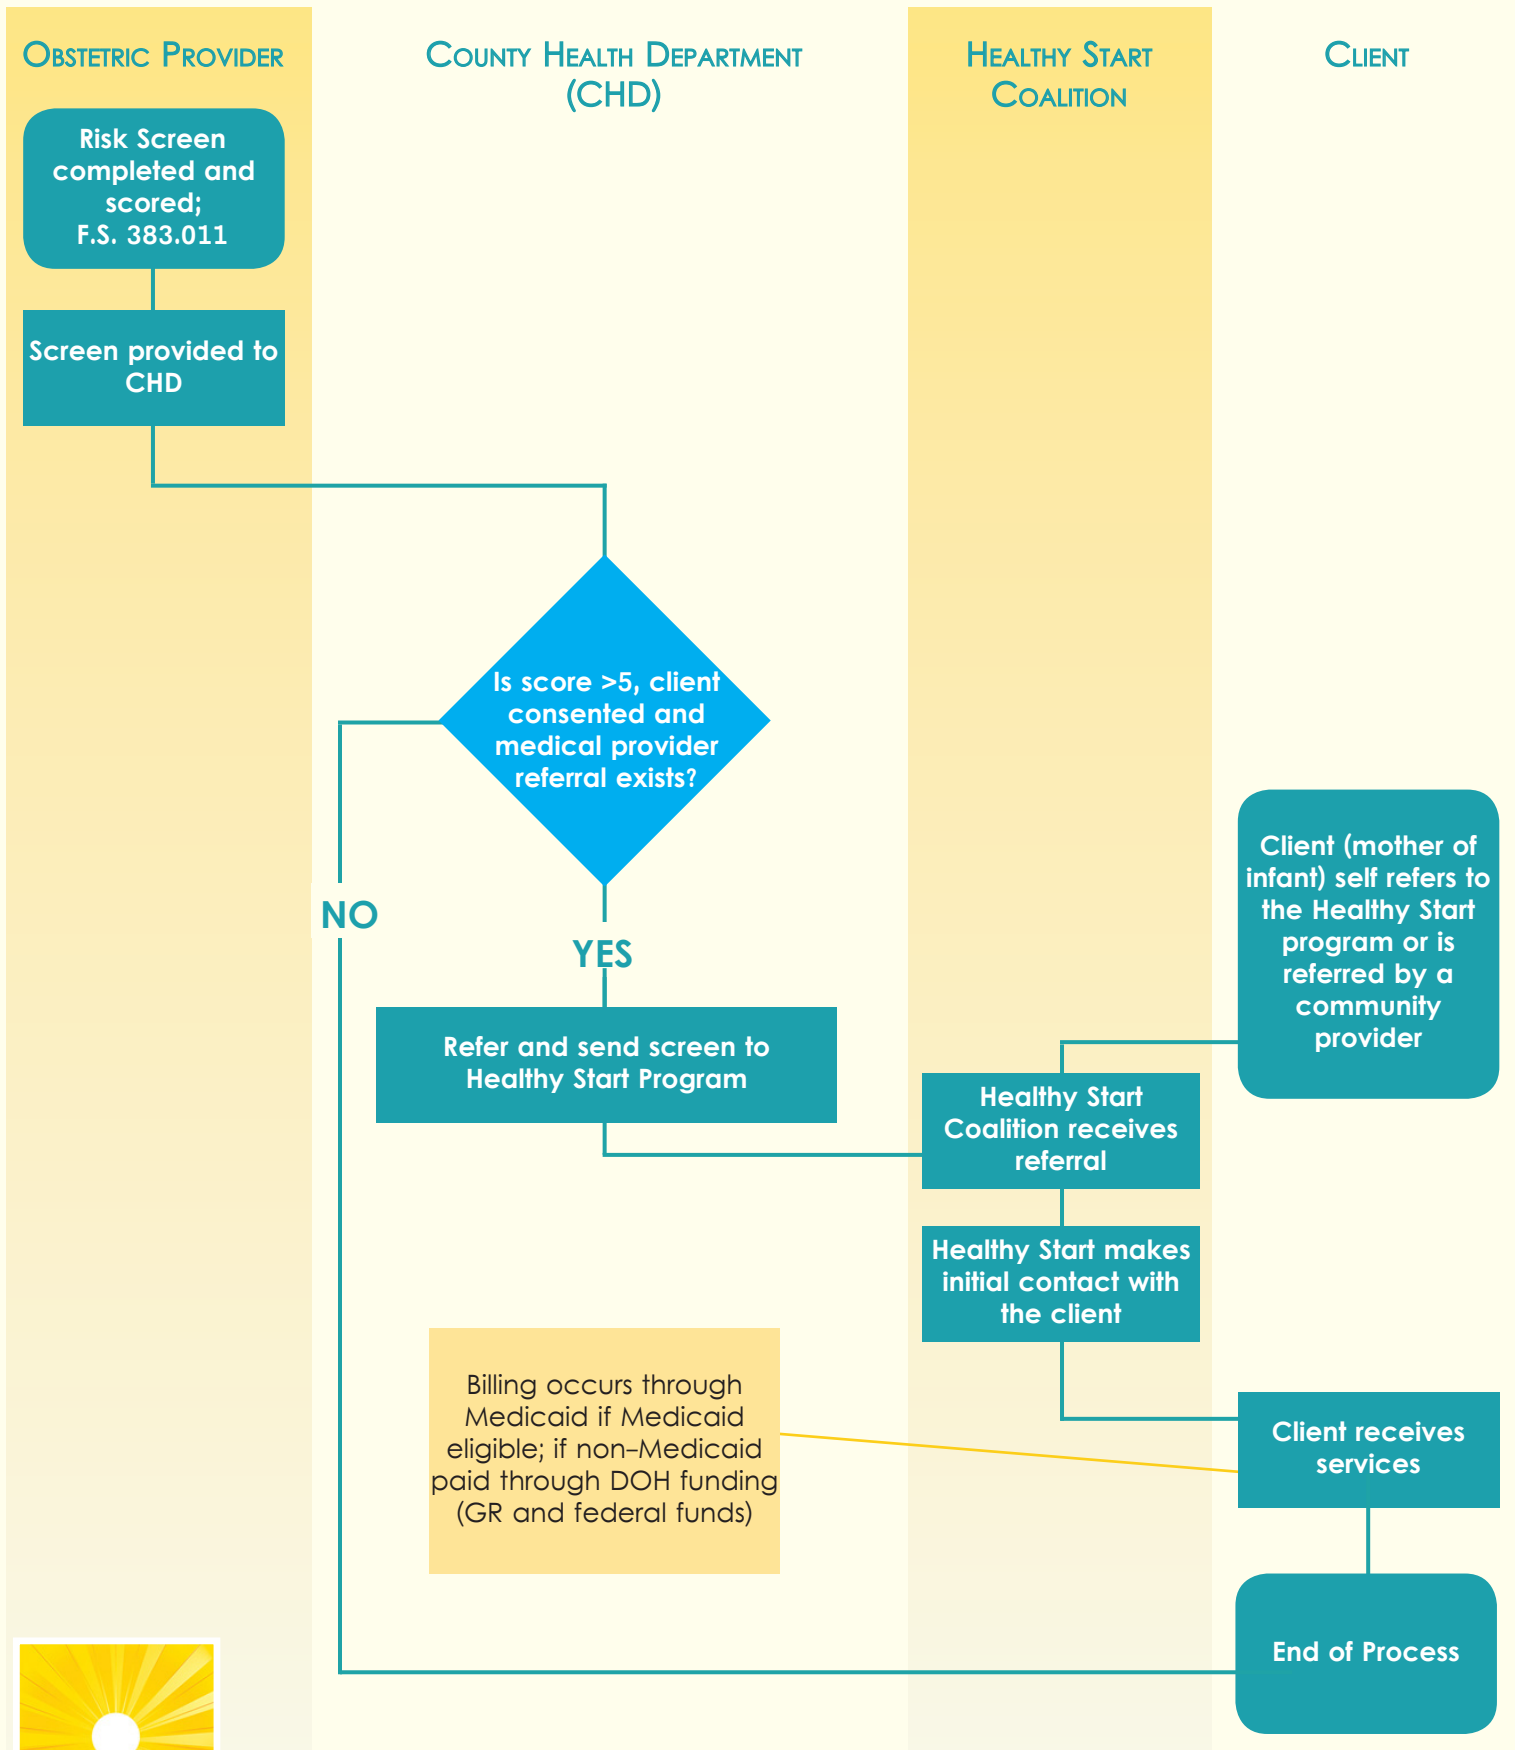 Obstetric Provider
County Health Department
(CHD)
Healthy Start
Coalition
Client
Risk Screen
completed and
scored;
F.S. 383.011
Screen provided to
CHD
Is score >5, client
consented and
medical provider
referral exists?
NO
YES
Refer and send screen to
Healthy Start Program
Client (mother of
infant) self refers to
the Healthy Start
program or is
referred by a
community
provider
Healthy Start
Coalition receives
referral
Healthy Start makes
initial contact with
the client
Billing occurs through
Medicaid if Medicaid
eligible; if non-Medicaid
paid through DOH funding
(GR and federal funds)
Client receives
services
End of Process